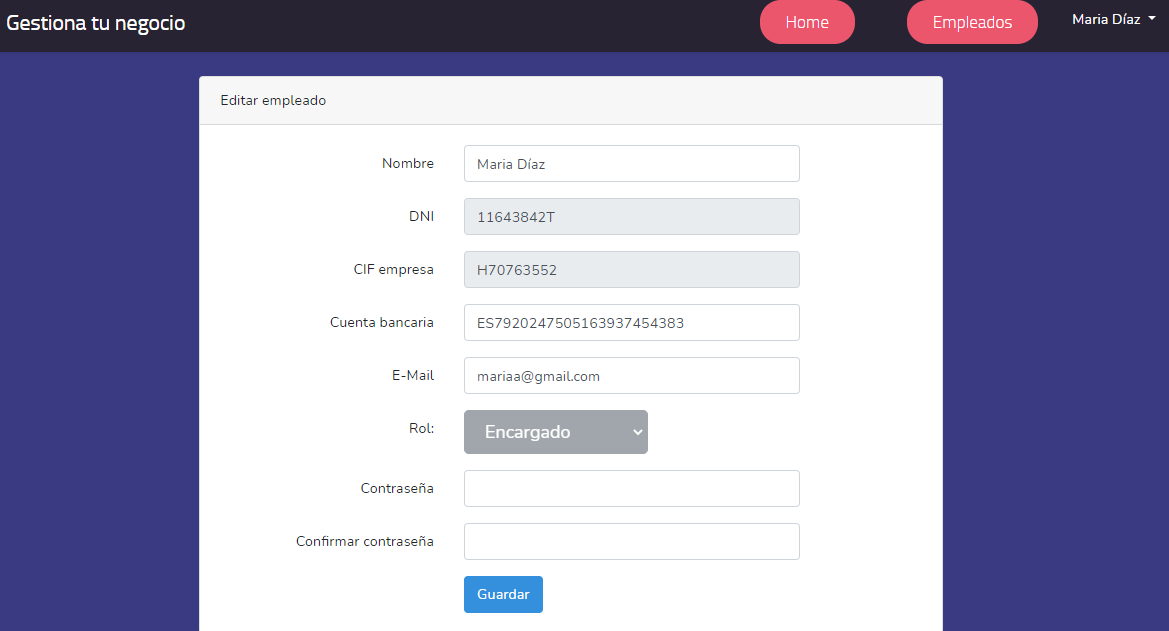 Gestiona tu negocio
Home
Empleados
Maria Díaz
Editar empleado
Nombre
Maria Díaz
DNI
11643842T
CIF empresa
H70763552
Cuenta bancaria
ES7920247505163937454383
E-Mail
mariaa@gmail.com
Rol:
Encargado
Contraseña
Confirmar contraseña
Guardar